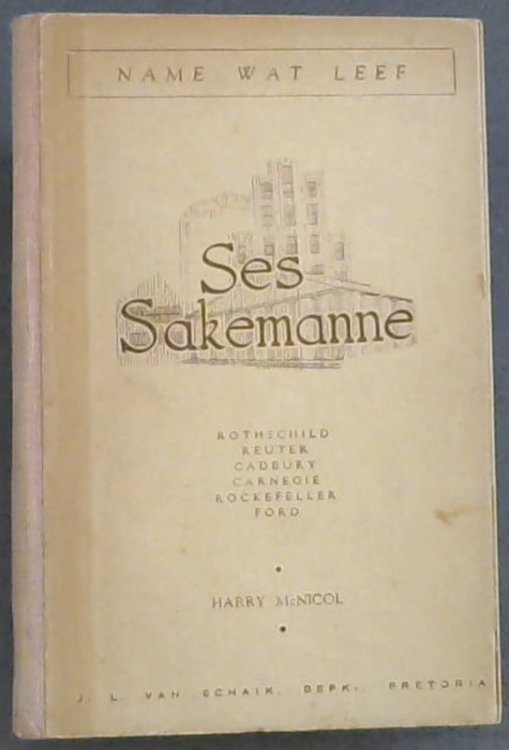 NAME WAT LEEF
Ses
Sakemanne
ROTHSCHILD
REUTER
CADBURY
CARNEGIE
ROCKEFELLER
FORD
HARRY McNICOL
J. L. VAN SCHAIK, BEPK., PRETORIA